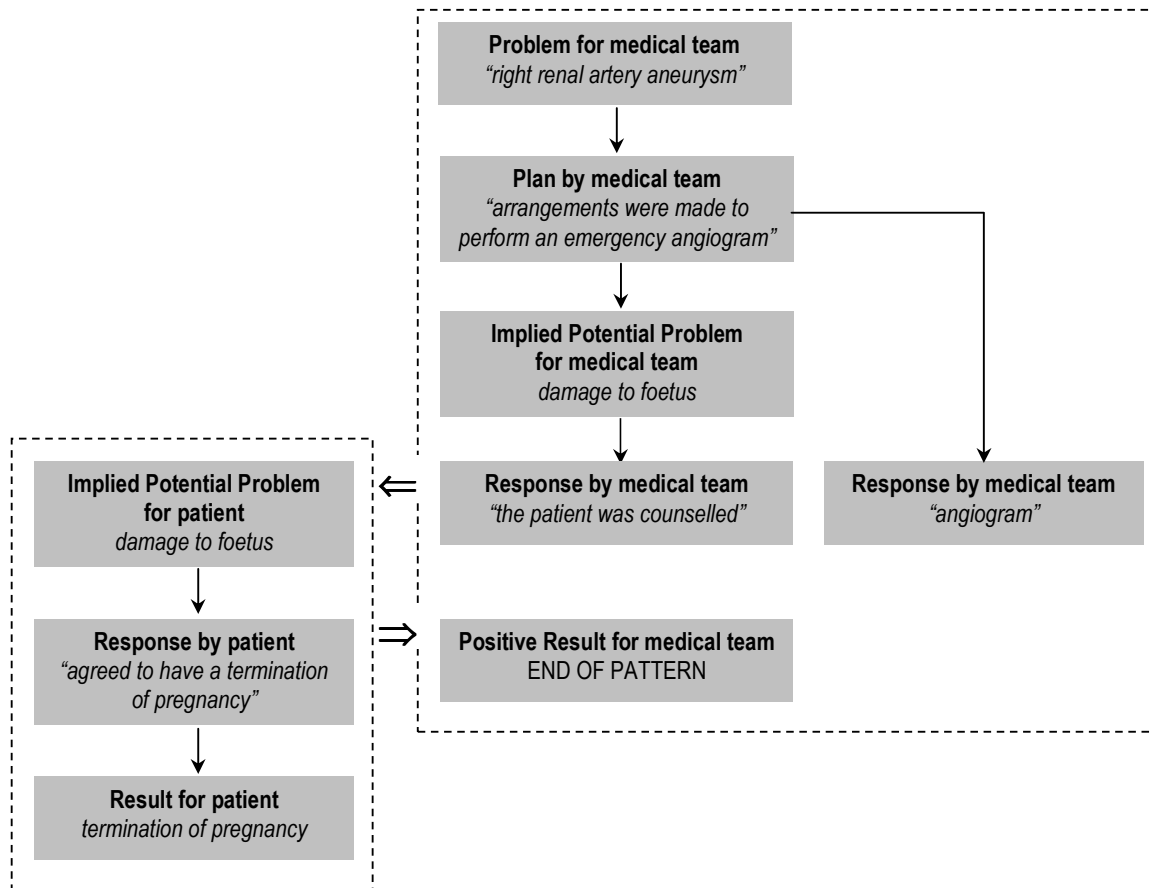 Problem for medical team
“right renal artery aneurysm”
Plan by medical team
“arrangements were made to
perform an emergency angiogram”
Implied Potential Problem
for medical team
damage to foetus
Response by medical team
“the patient was counselled”
Response by medical team
“angiogram”
Implied Potential Problem
for patient
damage to foetus
Response by patient
“agreed to have a termination
of pregnancy”
Result for patient
termination of pregnancy
Positive Result for medical team
END OF PATTERN